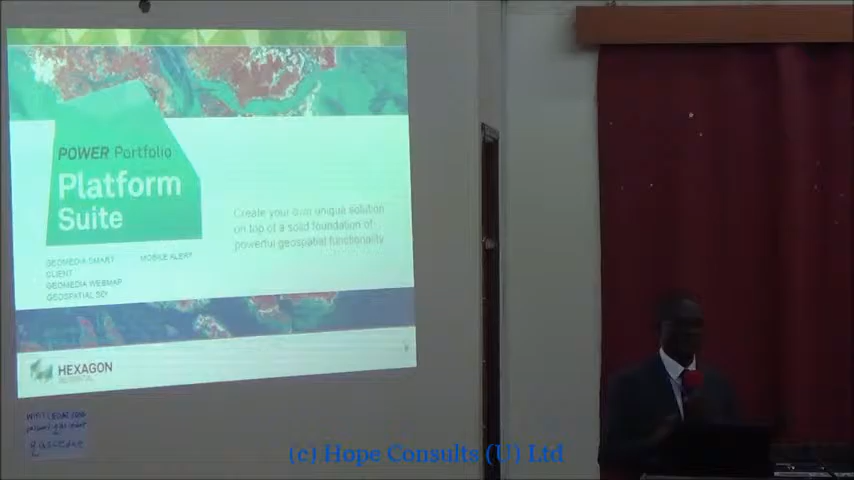 POWER Portfolio
Platform
Suite
Create your own unique solution
on top of a solid foundation of
powerful geospatial functionality
GEOMEDIA SMART
CLIENT
GEOMEDIA WEBMAP
GEOSPATIAL SDI
MOBILE ALERT
HEXAGON
GEOSPATIAL
(c) Hope Consults (U) Ltd